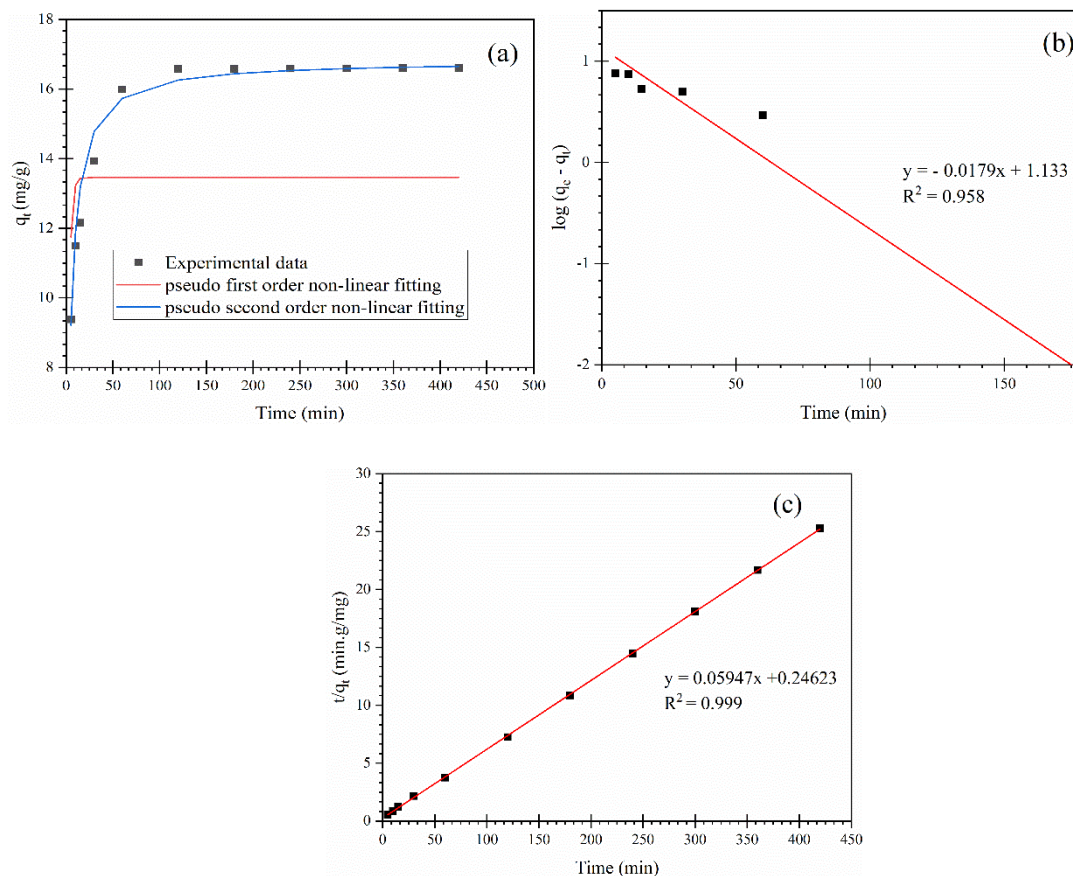 (a)
18
16
14
12
10
8
qt (mg/g)
Experimental data
pseudo first order non-linear fitting
pseudo second order non-linear fitting
0 50 100 150 200 250 300 350 400 450 500
Time (min)
(b)
1
0
-1
-2
log (qe - qt)
y = - 0.0179x + 1.133
R2 = 0.958
0 50 100 150
Time (min)
(c)
30
25
20
15
10
5
0
t/qt (min.g/mg)
y = 0.05947x +0.24623
R2 = 0.999
0 50 100 150 200 250 300 350 400 450
Time (min)